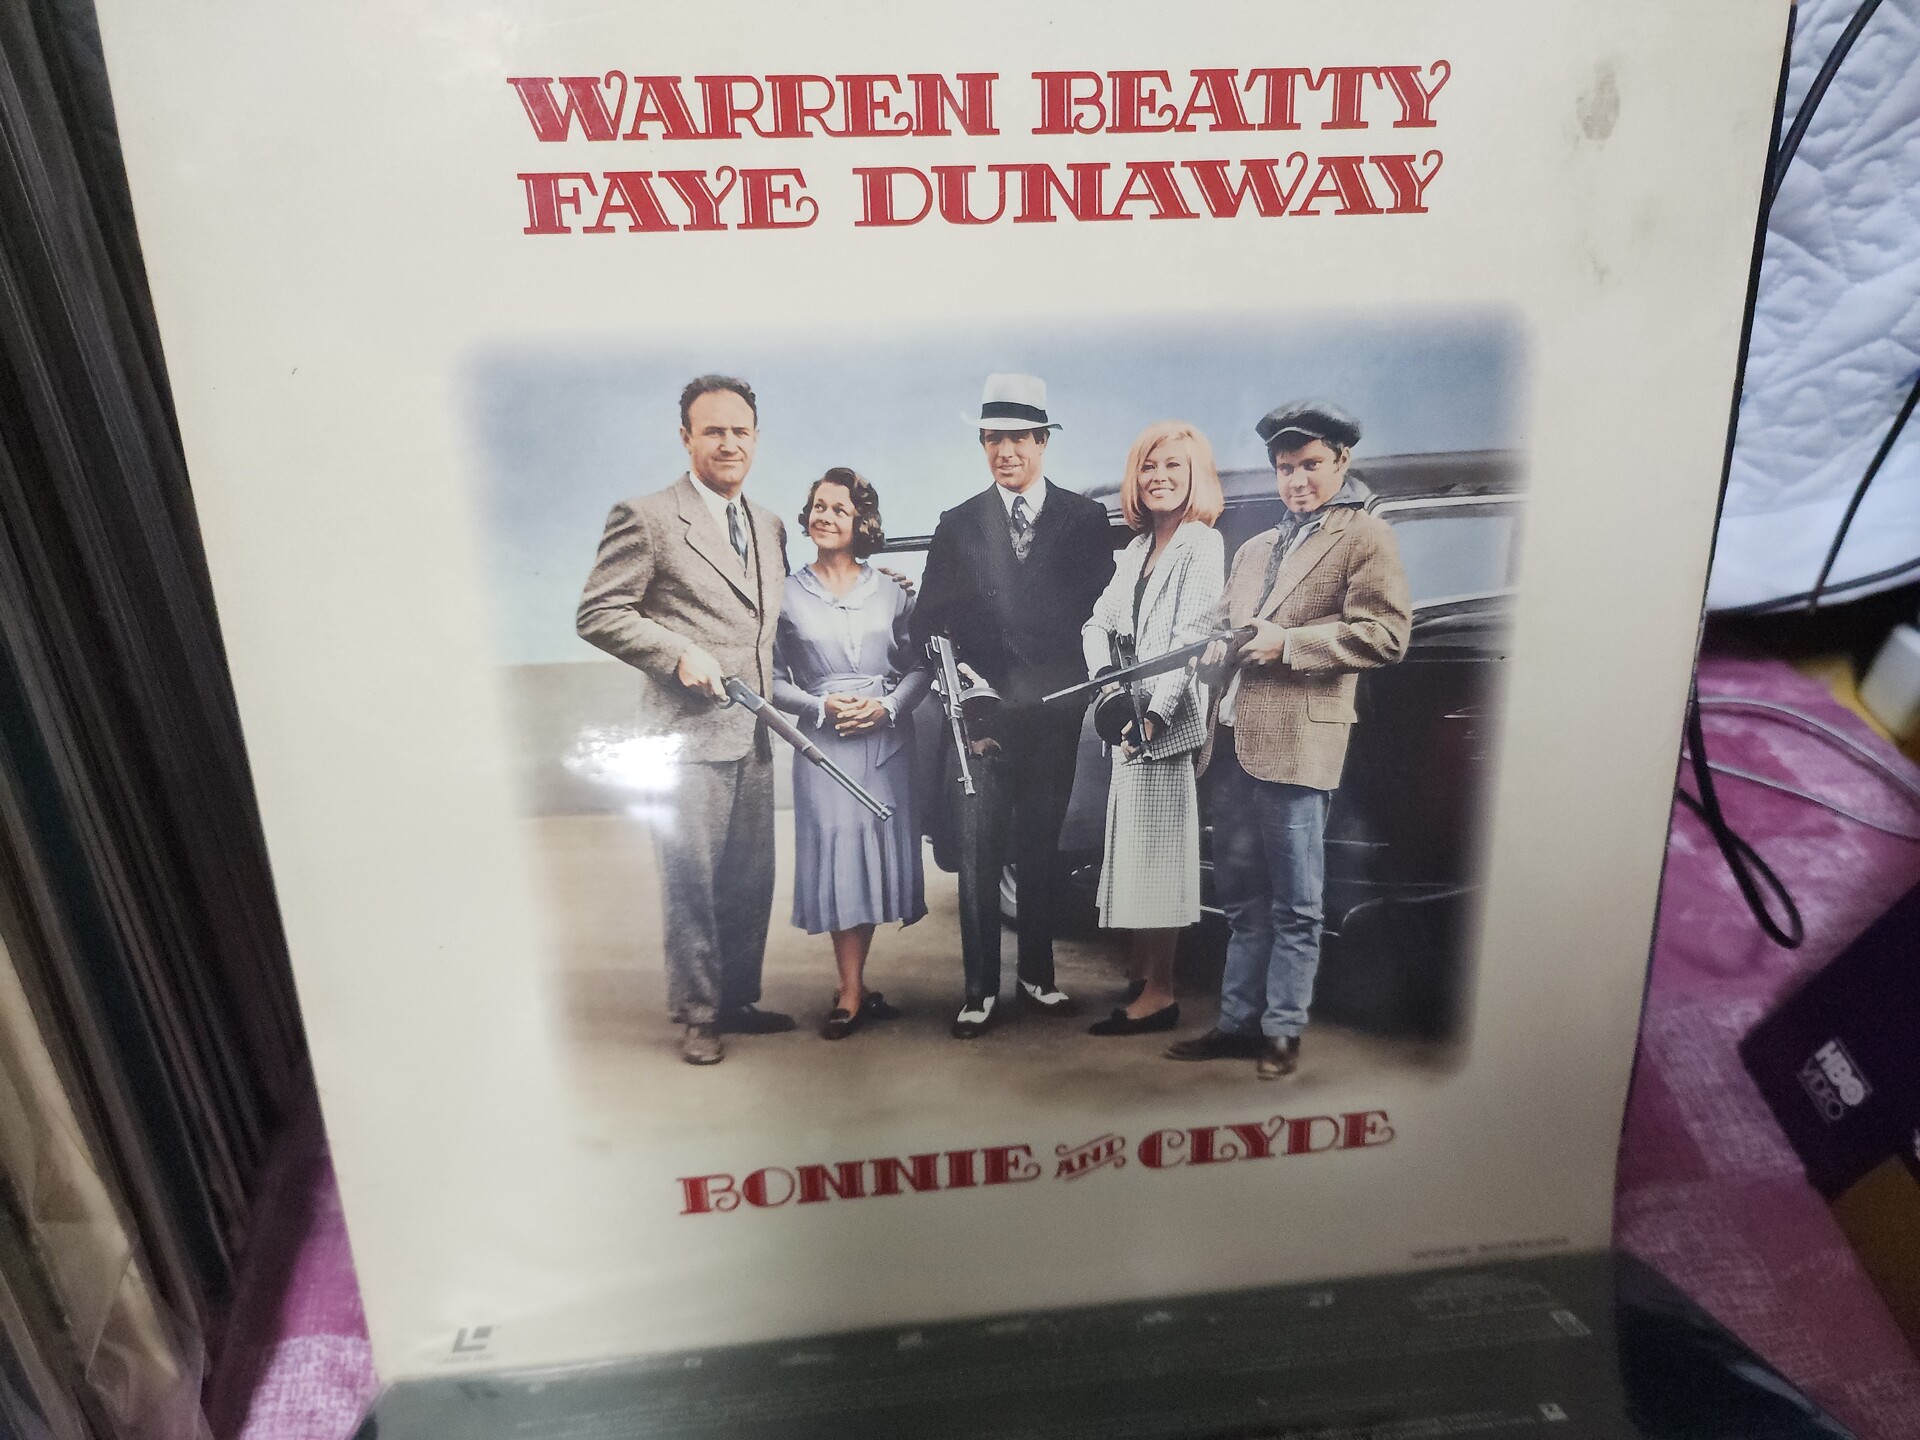 WARREN BEATTY
FAYE DUNAWAY
BONNIE AND CLYDE
HBO
VIDEO